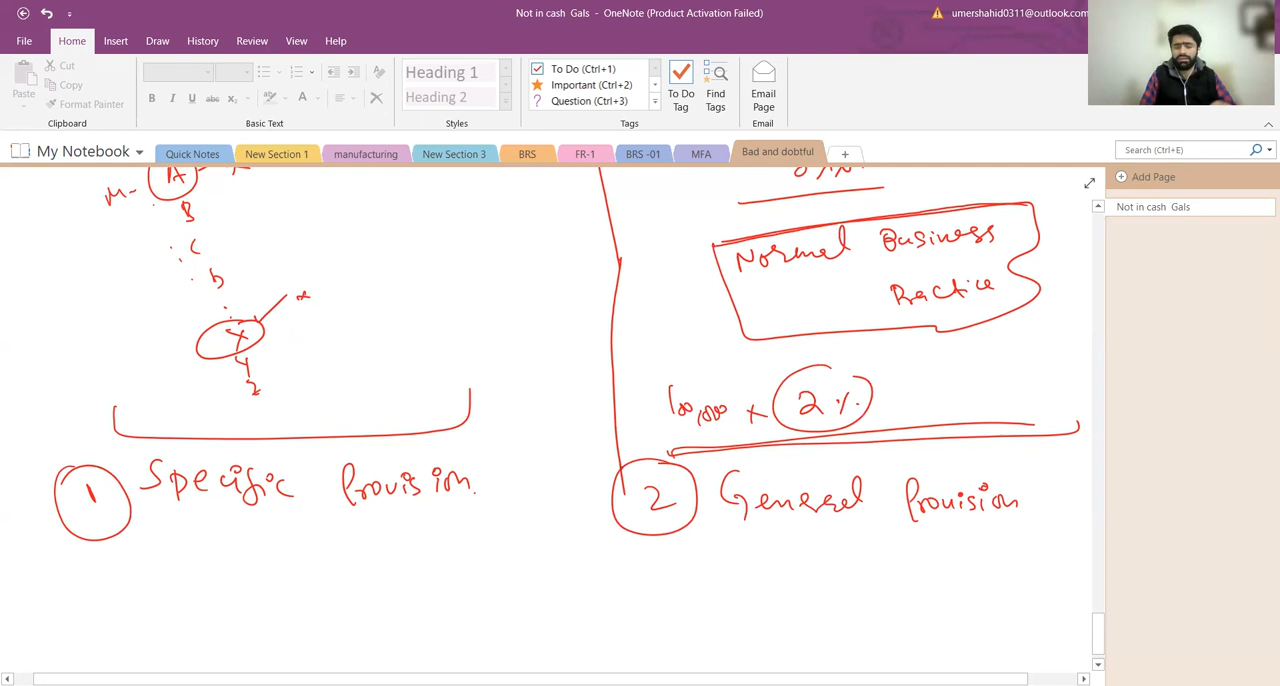 Not in cash Gals - OneNote (Product Activation Failed)
umershahid0311@outlook.com
File Home Insert Draw History Review View Help
Paste
Cut
Copy
Format Painter
Clipboard
B I U abc X₂ A
Basic Text
Heading 1
Heading 2
Styles
To Do (Ctrl+1)
Important (Ctrl+2)
Question (Ctrl+3)
Tags
To Do Tag
Find Tags
Email Page
Email
My Notebook
Quick Notes New Section 1 manufacturing New Section 3 BRS FR-1 BRS -01 MFA Bad and dobtful
Search (Ctrl+E)
Add Page
Not in cash Gals
A
B
C
D
X
Y
Z
Normal Business
Practice
100,000 x 2 %.
1 Specific Provision.
2 General Provision